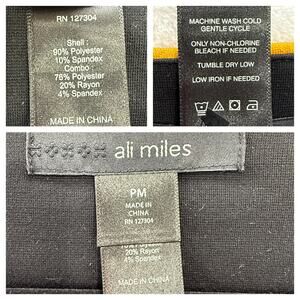 RN 127304
Shell:
90% Polyester
10% Spandex
Combo:
76% Polyester
20% Rayon
4% Spandex
MADE IN CHINA
MACHINE WASH COLD
GENTLE CYCLE
ONLY NON-CHLORINE
BLEACH IF NEEDED
TUMBLE DRY LOW
LOW IRON IF NEEDED
ali miles
PM
MADE IN
CHINA
RN 127304
20% Rayon
4% Spandex
MADE IN CHINA